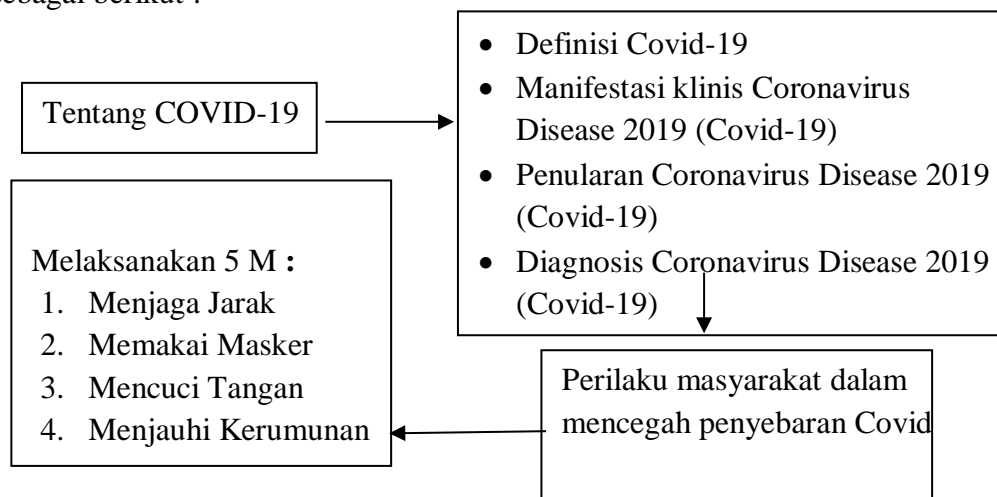 sebagai berikut :
Tentang COVID-19
• Definisi Covid-19
• Manifestasi klinis Coronavirus
Disease 2019 (Covid-19)
• Penularan Coronavirus Disease 2019
(Covid-19)
• Diagnosis Coronavirus Disease 2019
(Covid-19)
Perilaku masyarakat dalam
mencegah penyebaran Covid
Melaksanakan 5 M :
1. Menjaga Jarak
2. Memakai Masker
3. Mencuci Tangan
4. Menjauhi Kerumunan